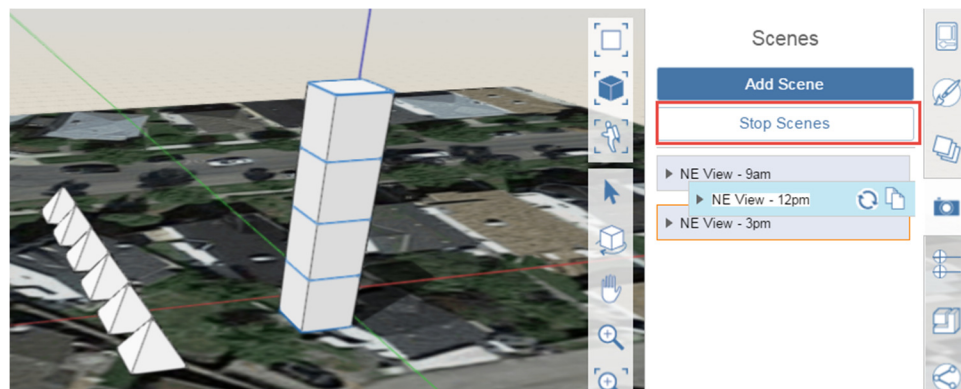 Scenes
Add Scene
Stop Scenes
NE View - 9am
NE View - 12pm
NE View - 3pm